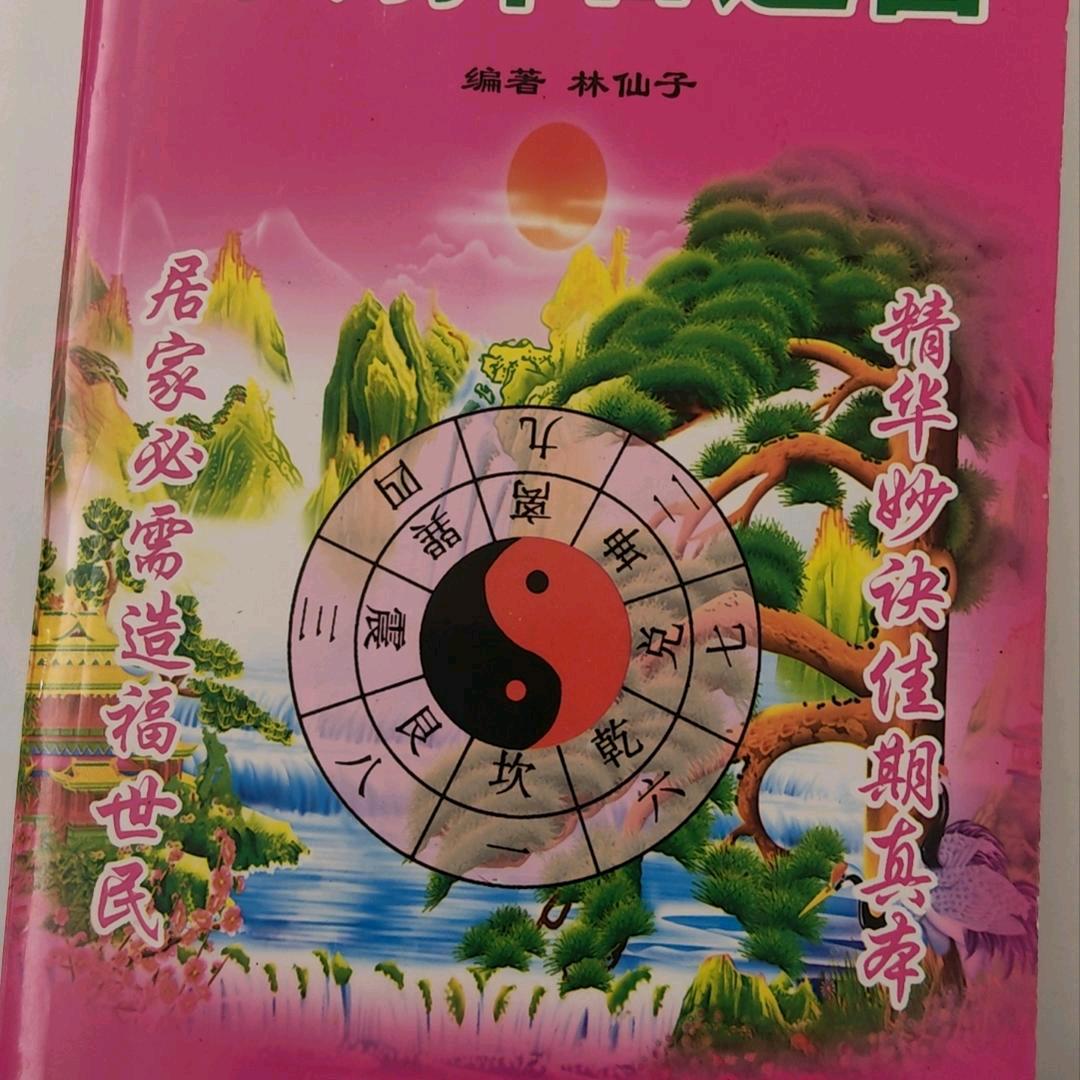 编著 林仙子
精华妙诀佳期真本
居家必需造福世民
九
四
二
离
巽
坤
三
震
兑
七
艮
乾
八
坎
六
一